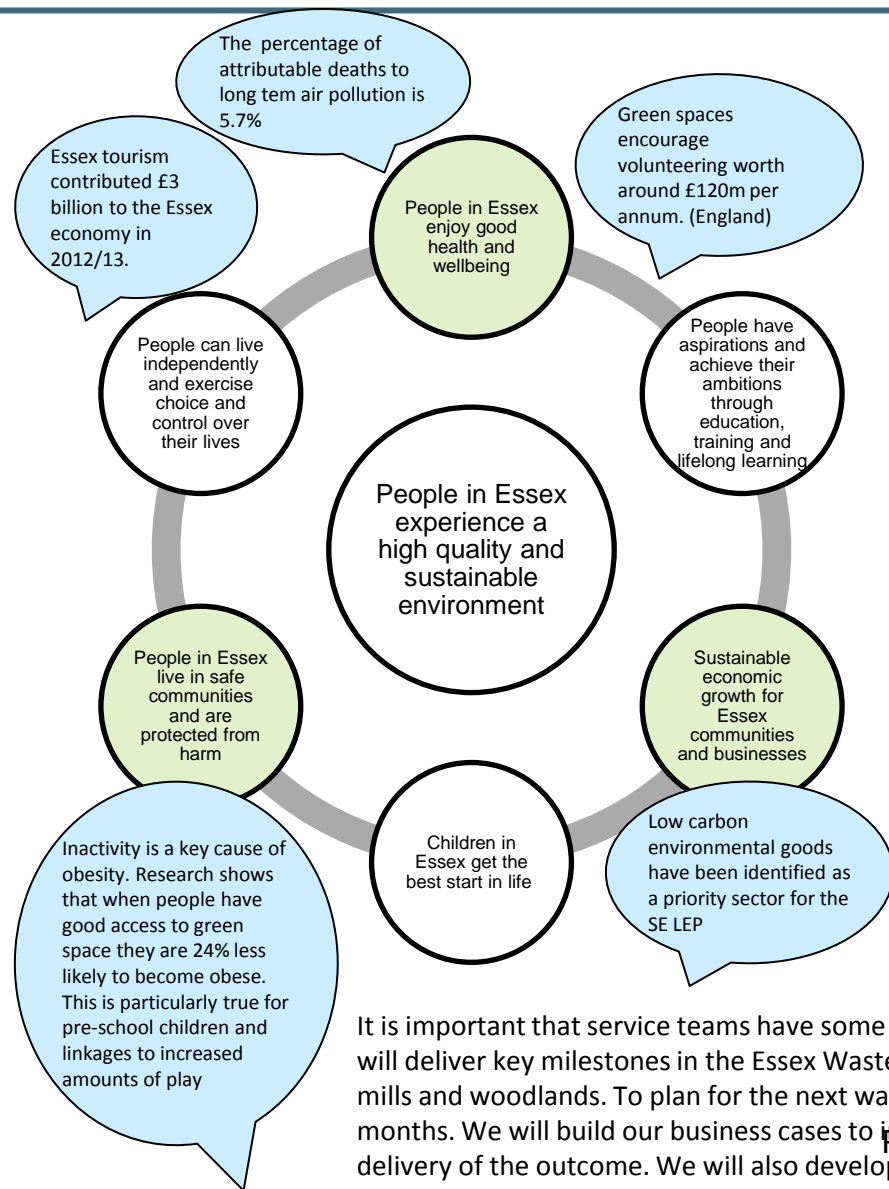 The percentage of
attributable deaths to
long tem air pollution is
5.7%
Essex tourism
contributed £3
billion to the Essex
economy in
2012/13.
Green spaces
encourage
volunteering worth
around £120m per
annum. (England)
People in Essex
enjoy good
health and
wellbeing
People can live
independently
and exercise
choice and
control over
their lives
People have
aspirations and
achieve their
ambitions
through
education,
training and
lifelong learning
People in Essex
experience a
high quality and
sustainable
environment
People in Essex
live in safe
communities
and are
protected from
harm
Sustainable
economic
growth for
Essex
communities
and businesses
Children in
Essex get the
best start in life
Inactivity is a key cause of
obesity. Research shows
that when people have
good access to green
space they are 24% less
likely to become obese.
This is particularly true for
pre-school children and
linkages to increased
amounts of play
Low carbon
environmental goods
have been identified as
a priority sector for the
SE LEP
It is important that service teams have some
will deliver key milestones in the Essex Waste
mills and woodlands. To plan for the next wa
months. We will build our business cases to
delivery of the outcome. We will also develop